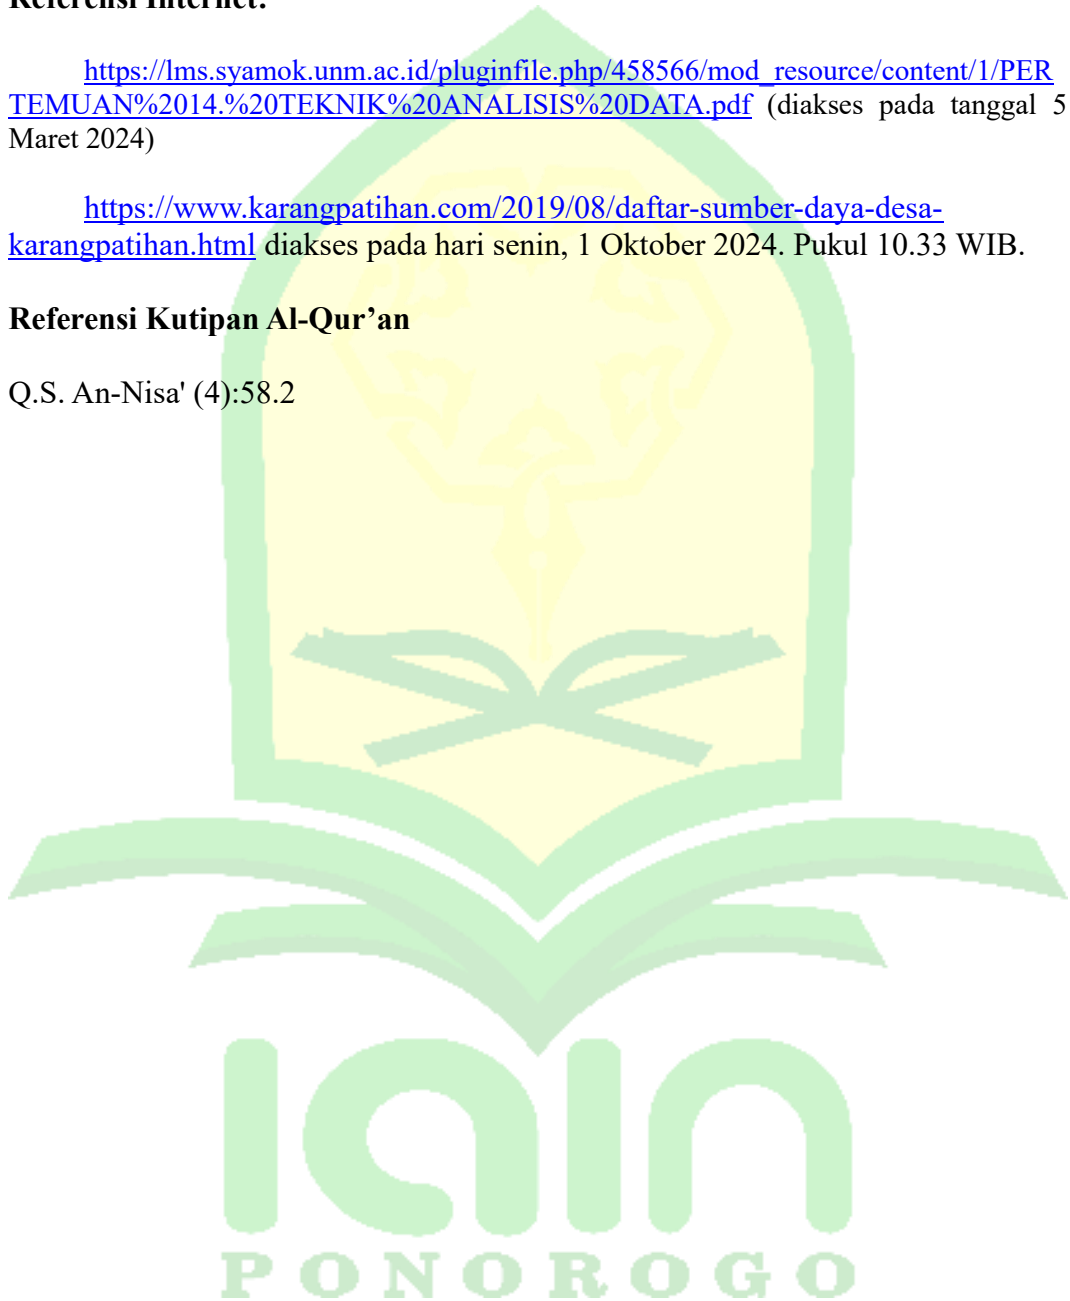 Referensi Internet:
https://lms.syamok.unm.ac.id/pluginfile.php/458566/mod_resource/content/1/PER
TEMUAN%2014.%20TEKNIK%20ANALISIS%20DATA.pdf (diakses pada tanggal 5
Maret 2024)
https://www.karangpatihan.com/2019/08/daftar-sumber-daya-desa-
karangpatihan.html diakses pada hari senin, 1 Oktober 2024. Pukul 10.33 WIB.
Referensi Kutipan Al-Qur’an
Q.S. An-Nisa' (4):58.2
iain
PONOROGO